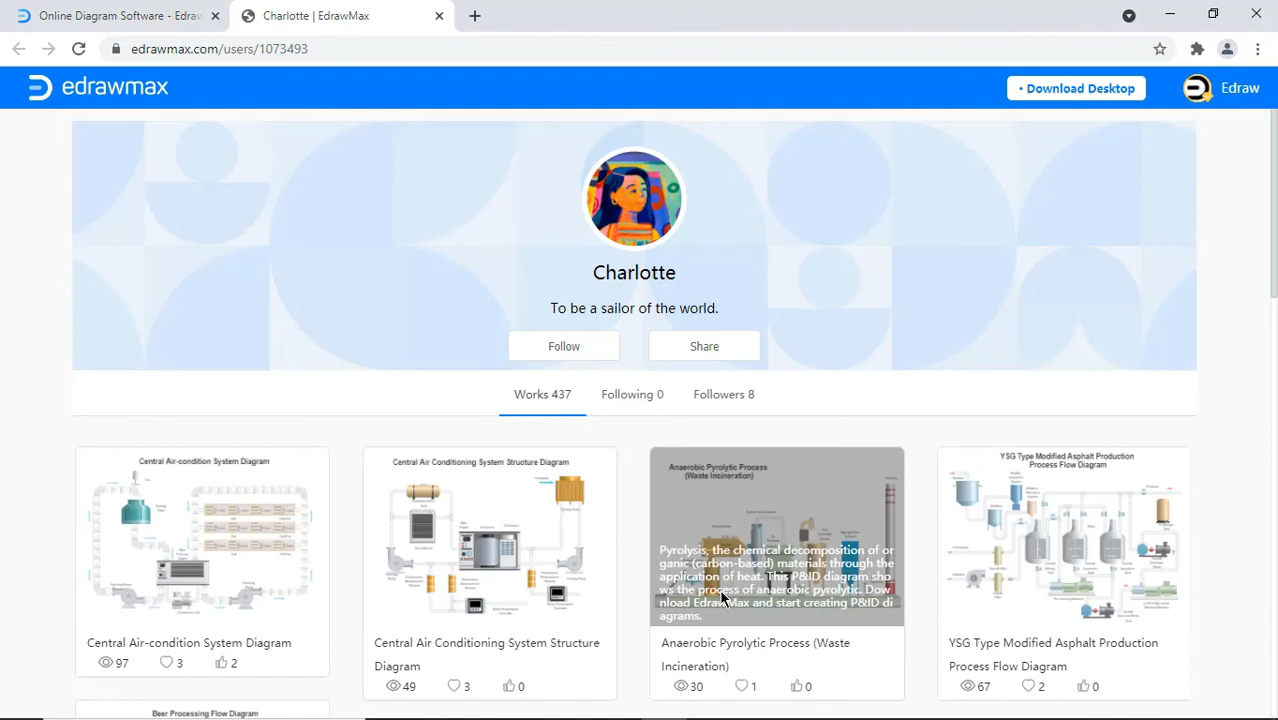 Online Diagram Software - Edraw
Charlotte | EdrawMax
edrawmax.com/users/1073493
edrawmax
• Download Desktop
Edraw
Charlotte
To be a sailor of the world.
Follow
Share
Works 437
Following 0
Followers 8
Central Air-condition System Diagram
Central Air-condition System Diagram
97
3
2
Central Air Conditioning System Structure Diagram
Central Air Conditioning System Structure
Diagram
49
3
0
Anaerobic Pyrolytic Process
(Waste Incineration)
Pyrolysis, the chemical decomposition of or
ganic (carbon-based) materials through the
application of heat. This P&ID diagram sho
ws the process of anaerobic pyrolytic. Dow
nload EdrawMax and start creating P&ID di
agrams.
Anaerobic Pyrolytic Process (Waste
Incineration)
30
1
0
YSG Type Modified Asphalt Production
Process Flow Diagram
YSG Type Modified Asphalt Production
Process Flow Diagram
67
2
0
Beer Processing Flow Diagram